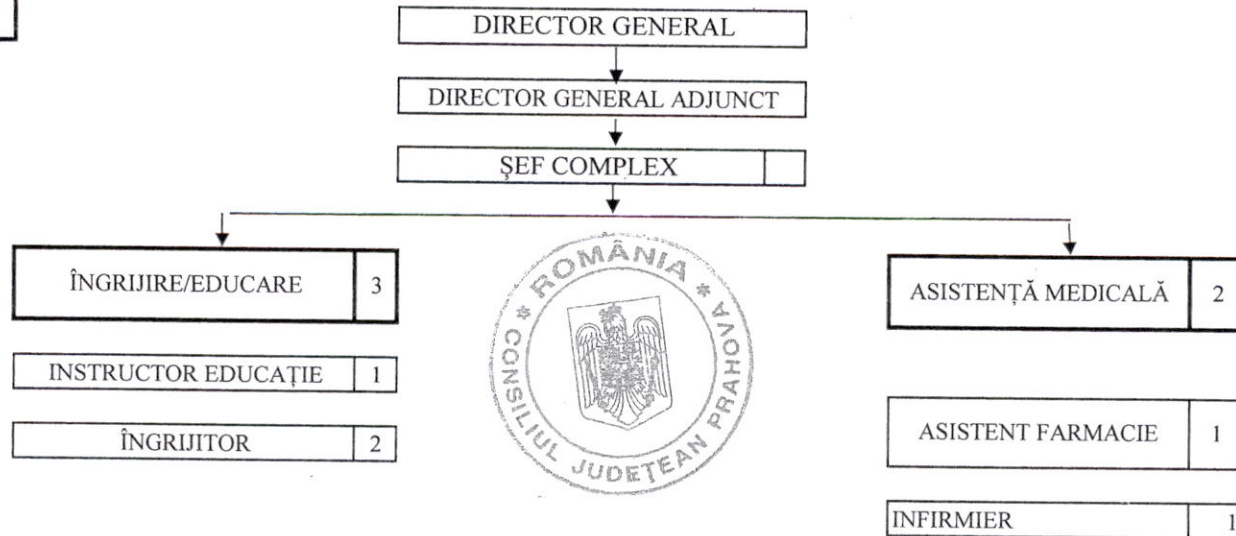 DIRECTOR GENERAL
DIRECTOR GENERAL ADJUNCT
ȘEF COMPLEX
ÎNGRIJIRE/EDUCARE 3
INSTRUCTOR EDUCAȚIE 1
ÎNGRIJITOR 2
ROMÂNIA * CONSILIUL JUDEȚEAN PRAHOVA *
ASISTENȚĂ MEDICALĂ 2
ASISTENT FARMACIE 1
INFIRMIER 1